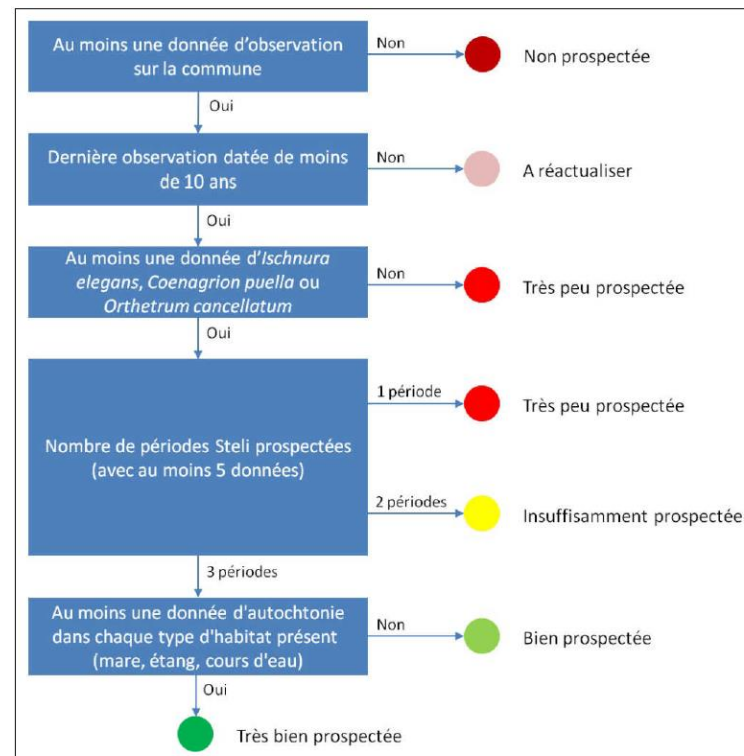 Au moins une donnée d'observation
sur la commune
Non
Non prospectée
Oui
Dernière observation datée de moins
de 10 ans
Non
A réactualiser
Oui
Au moins une donnée d'Ischnura
elegans, Coenagrion puella ou
Orthetrum cancellatum
Non
Très peu prospectée
Oui
Nombre de périodes Steli prospectées
(avec au moins 5 données)
1 période
Très peu prospectée
2 périodes
Insuffisamment prospectée
3 périodes
Au moins une donnée d'autochtonie
dans chaque type d'habitat présent
(mare, étang, cours d'eau)
Non
Bien prospectée
Oui
Très bien prospectée